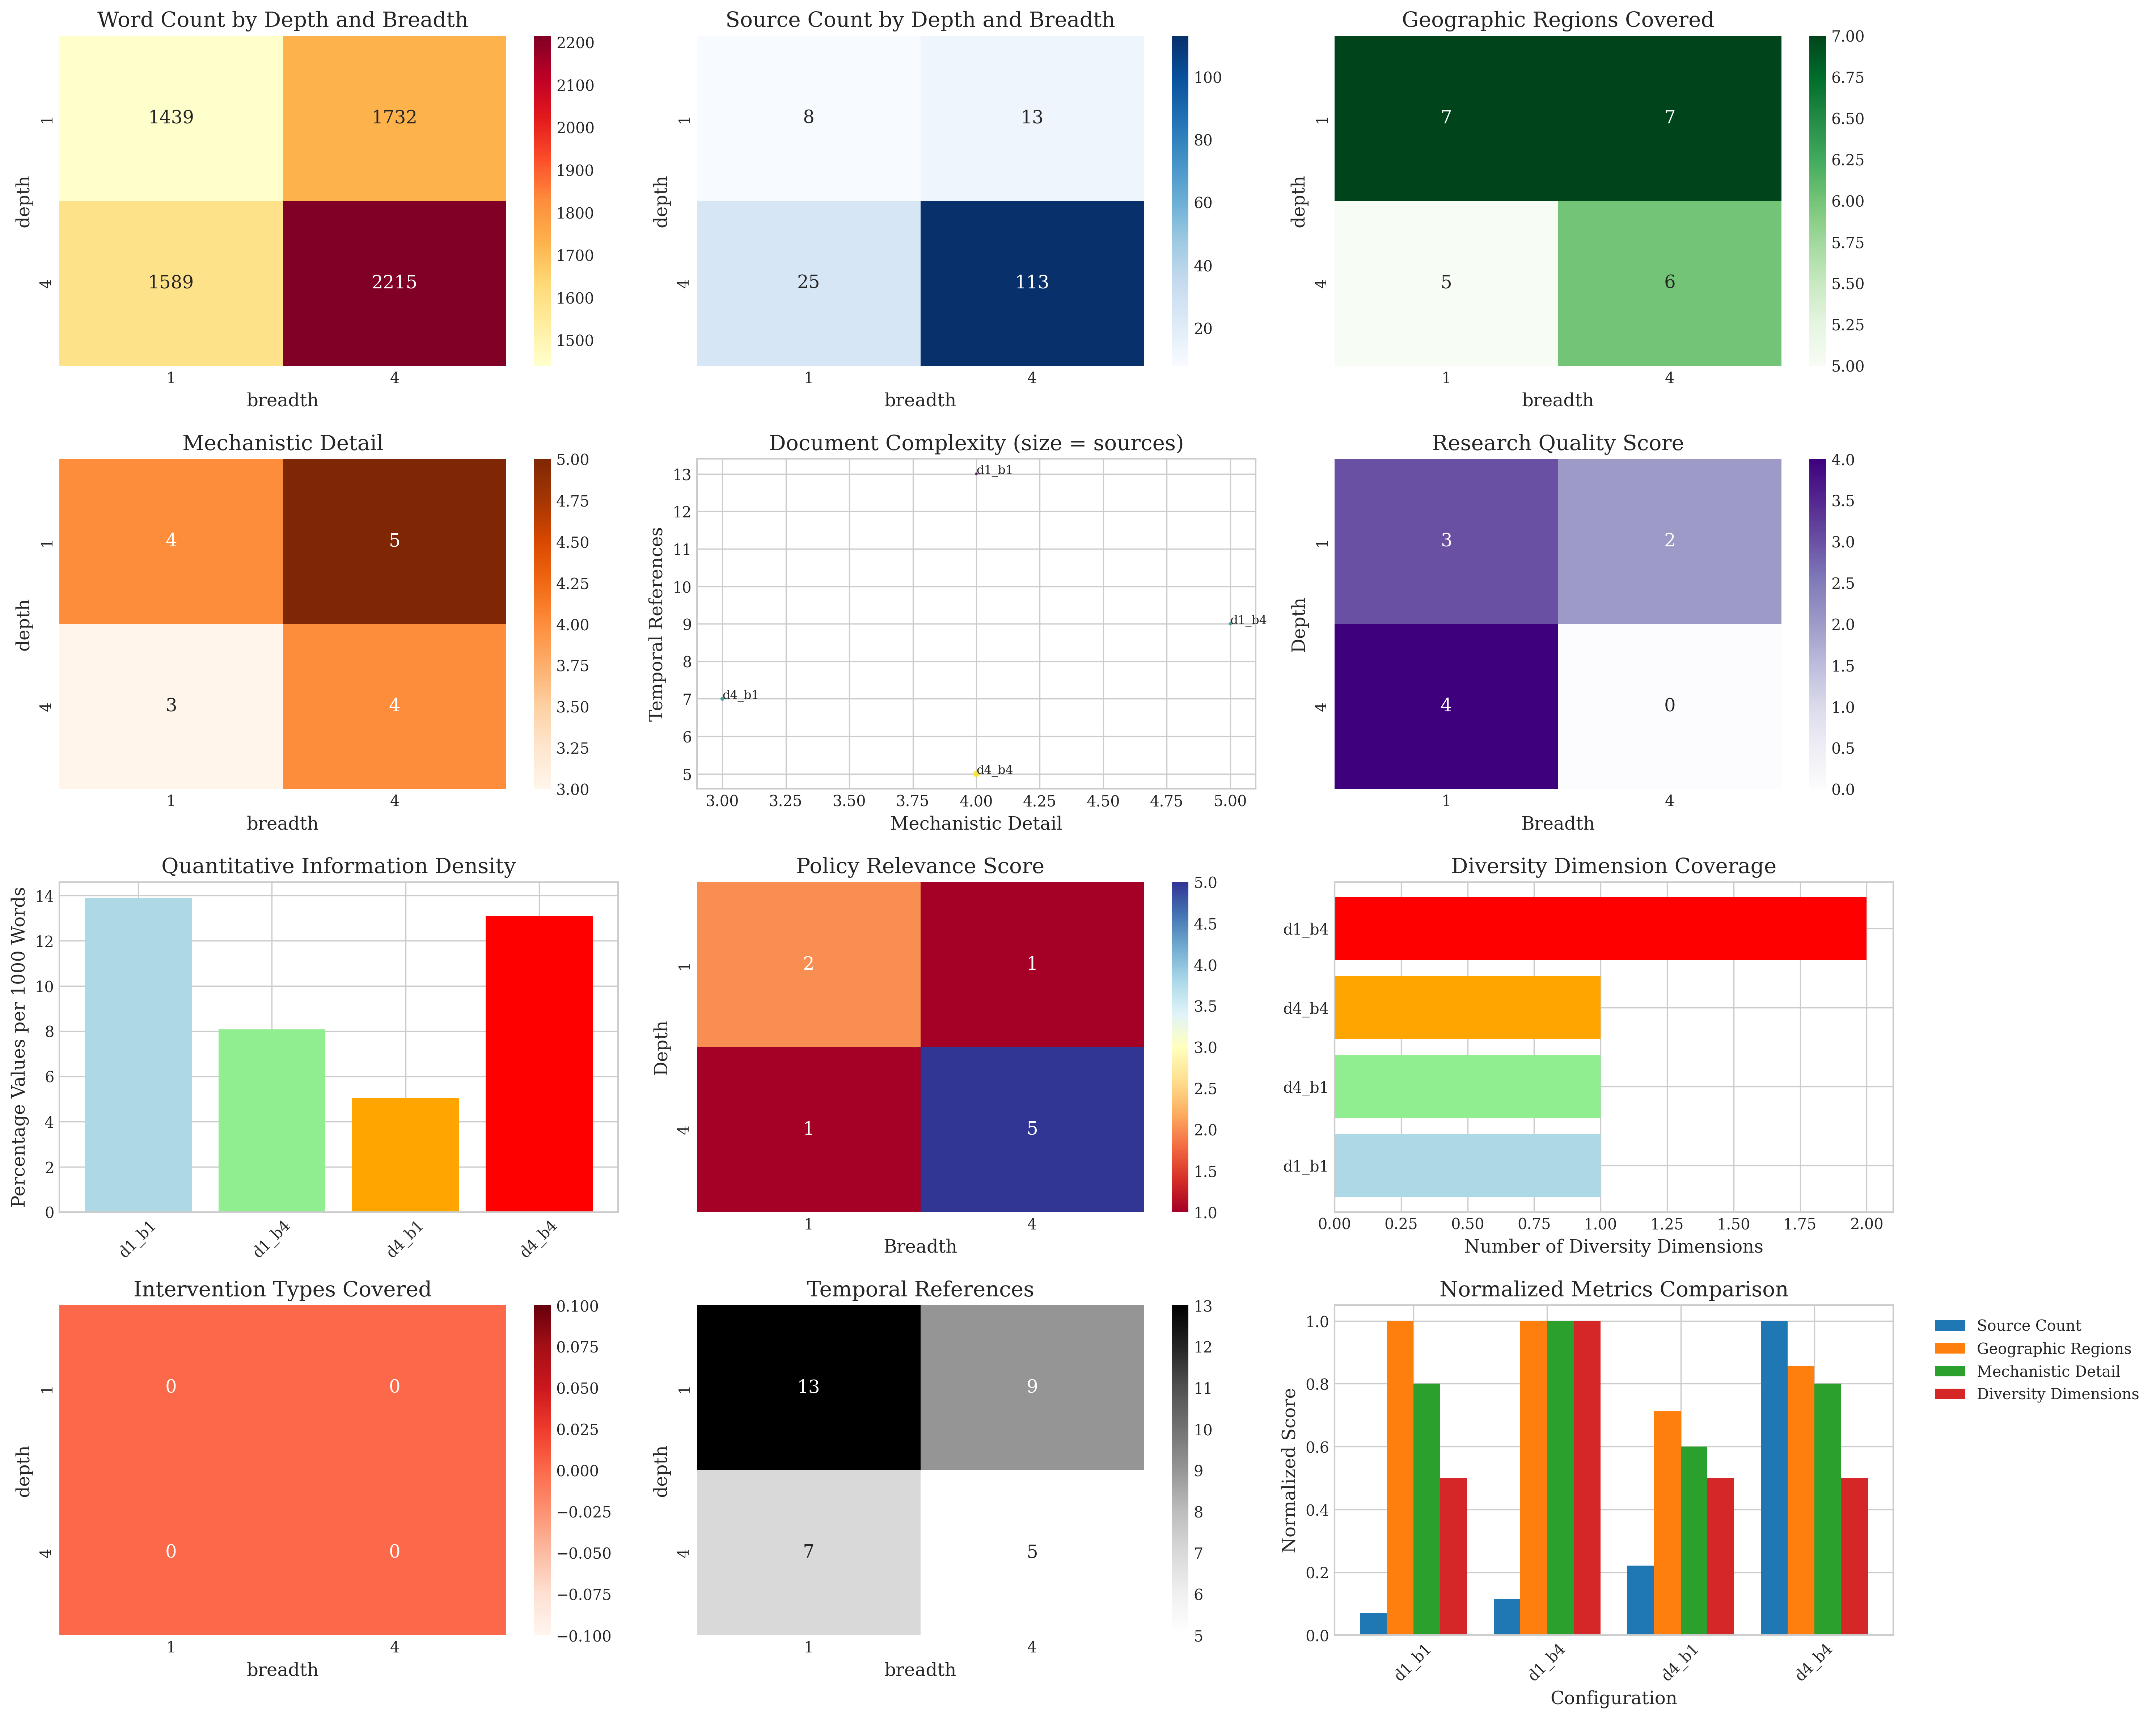 Word Count by Depth and Breadth
1439 1732
1589 2215
1
4
depth
1 4
breadth
2200
2100
2000
1900
1800
1700
1600
1500
Source Count by Depth and Breadth
8 13
25 113
1
4
depth
1 4
breadth
100
80
60
40
20
Geographic Regions Covered
7 7
5 6
1
4
depth
1 4
breadth
7.00
6.75
6.50
6.25
6.00
5.75
5.50
5.25
5.00
Mechanistic Detail
4 5
3 4
1
4
depth
1 4
breadth
5.00
4.75
4.50
4.25
4.00
3.75
3.50
3.25
3.00
Document Complexity (size = sources)
Temporal References
13
12
11
10
9
8
7
6
5
d1_b1
d1_b4
d4_b1
d4_b4
3.00 3.25 3.50 3.75 4.00 4.25 4.50 4.75 5.00
Mechanistic Detail
Research Quality Score
3 2
4 0
1
4
Depth
1 4
Breadth
4.0
3.5
3.0
2.5
2.0
1.5
1.0
0.5
0.0
Quantitative Information Density
Percentage Values per 1000 Words
14
12
10
8
6
4
2
0
d1_b1 d1_b4 d4_b1 d4_b4
Policy Relevance Score
2 1
1 5
1
4
Depth
1 4
Breadth
5.0
4.5
4.0
3.5
3.0
2.5
2.0
1.5
1.0
Diversity Dimension Coverage
d1_b4
d4_b4
d4_b1
d1_b1
0.00 0.25 0.50 0.75 1.00 1.25 1.50 1.75 2.00
Number of Diversity Dimensions
Intervention Types Covered
0 0
0 0
1
4
depth
1 4
breadth
0.100
0.075
0.050
0.025
0.000
−0.025
−0.050
−0.075
−0.100
Temporal References
13 9
7 5
1
4
depth
1 4
breadth
13
12
11
10
9
8
7
6
5
Normalized Metrics Comparison
Normalized Score
1.0
0.8
0.6
0.4
0.2
0.0
d1_b1 d1_b4 d4_b1 d4_b4
Configuration
Source Count
Geographic Regions
Mechanistic Detail
Diversity Dimensions